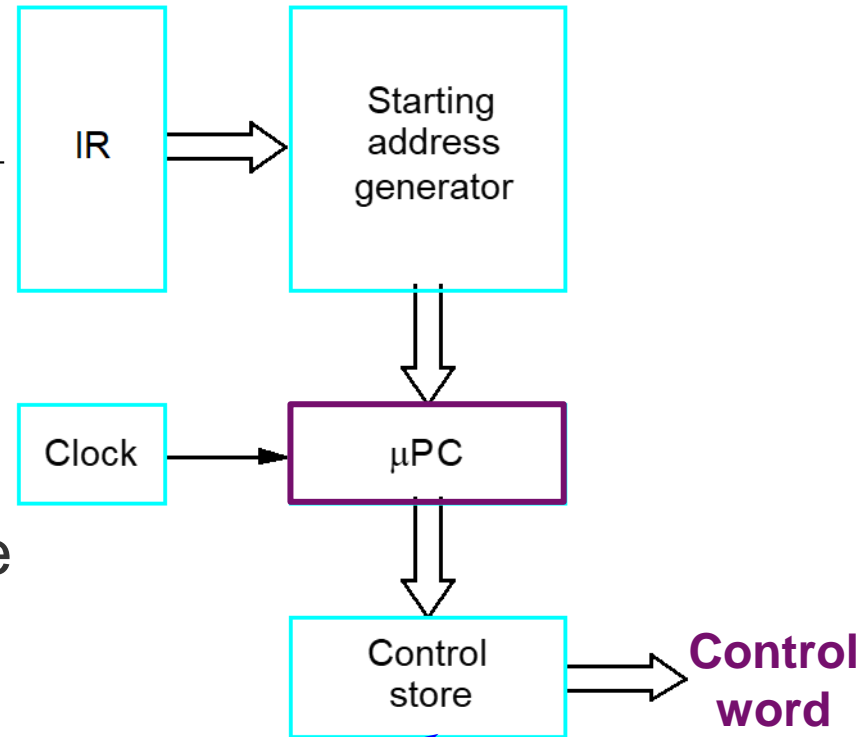 IR
Starting
address
generator
Clock
μPC
e
Control
store
Control
word